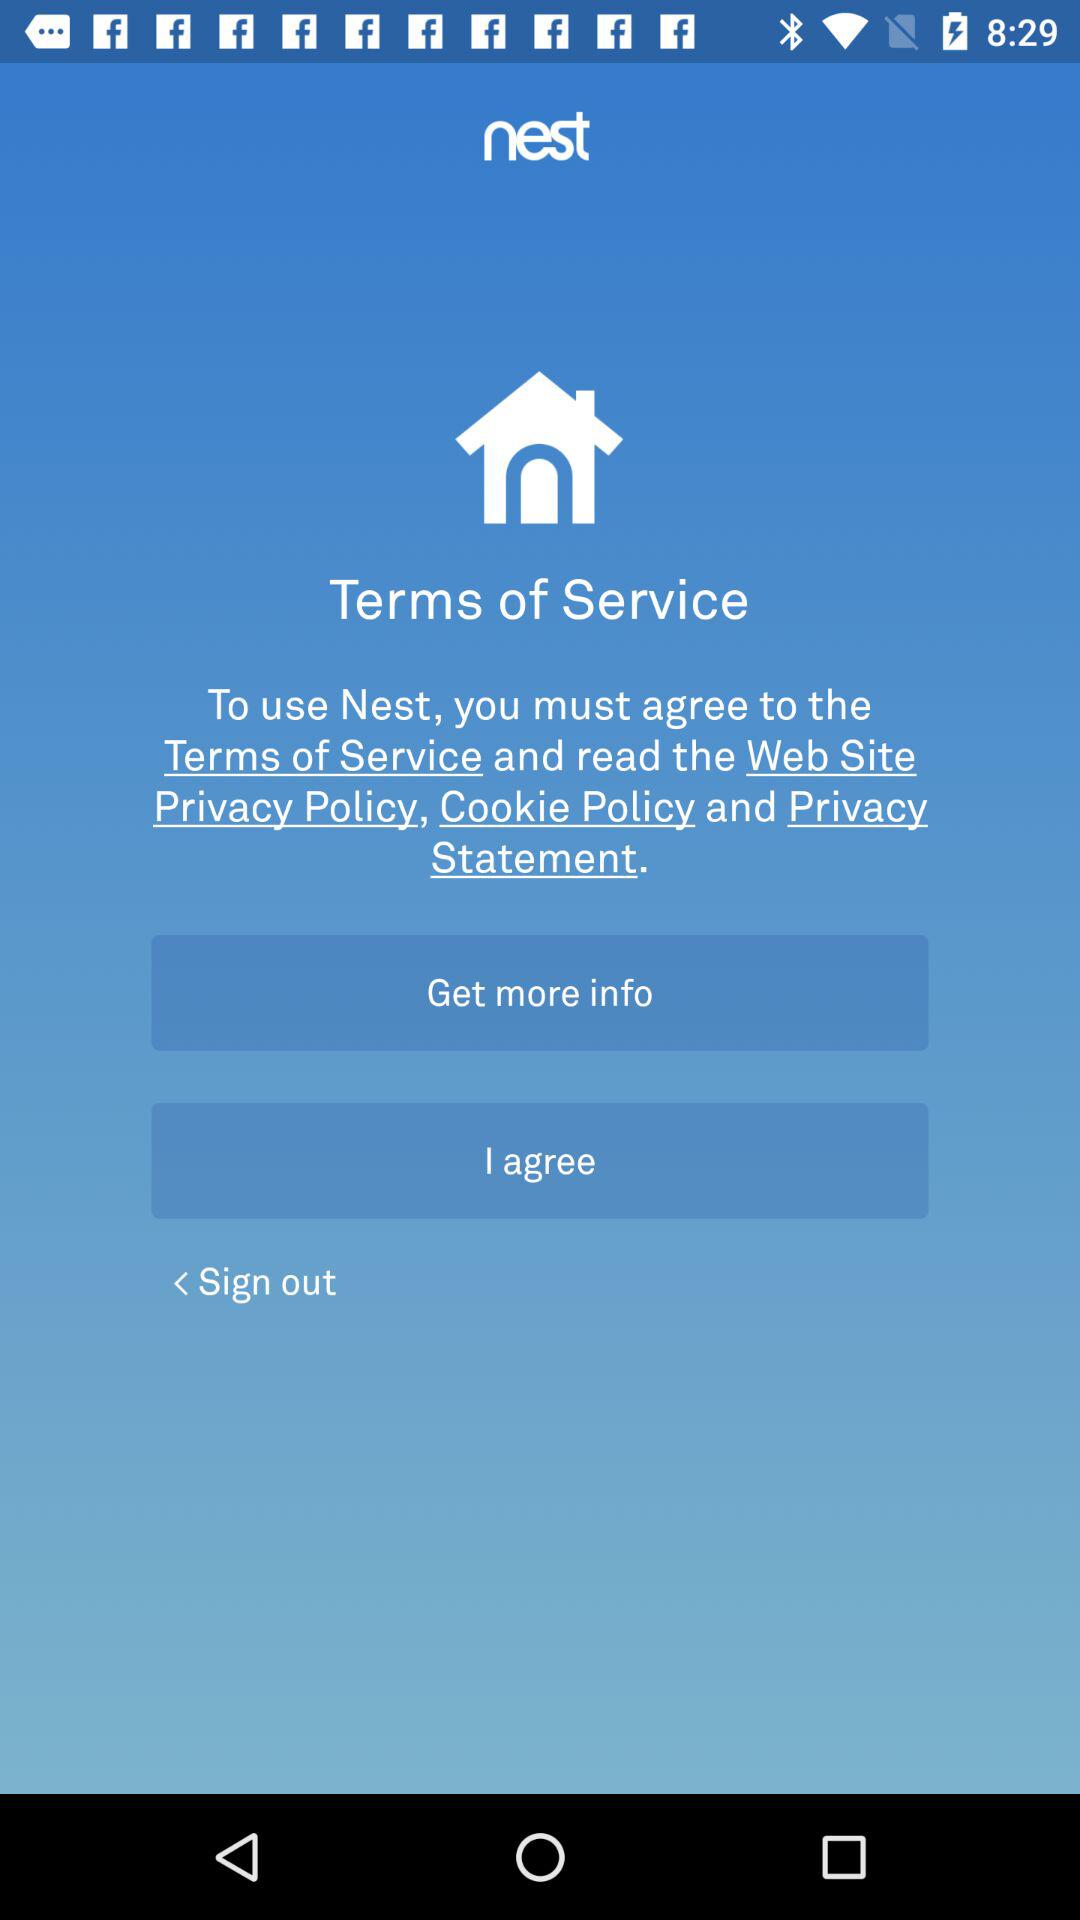 8:29
nest
Terms of Service
To use Nest, you must agree to the
Terms of Service and read the Web Site
Privacy Policy, Cookie Policy and Privacy
Statement.
Get more info
I agree
< Sign out